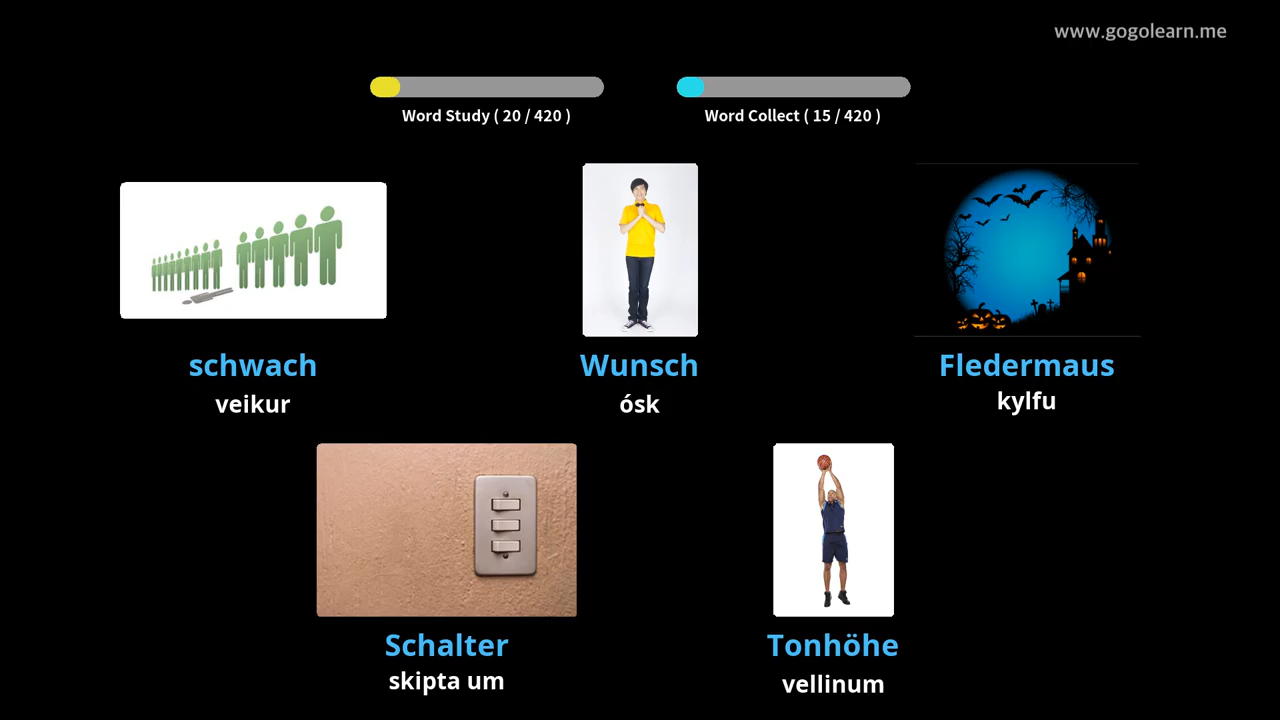 www.gogolearn.me
Word Study ( 20 / 420 )
Word Collect ( 15 / 420 )
schwach
veikur
Wunsch
ósk
Fledermaus
kylfu
Schalter
skipta um
Tonhöhe
vellinum